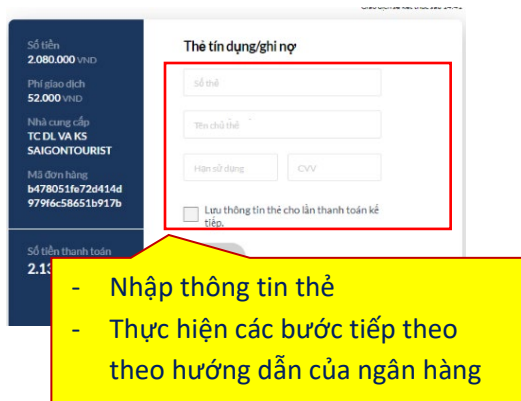 Số tiền
2.080.000 VND
Phí giao dịch
52.000 VND
Nhà cung cấp
TC DL VA KS
SAIGONTOURIST
Mã đơn hàng
b478051fe72d414d
979f6c58651b917b
Số tiền thanh toán
2.13
Thẻ tín dụng/ghi nợ
Số thẻ
Tên chủ thẻ
Hạn sử dụng
CVV
Lưu thông tin thẻ cho lần thanh toán kế
tiếp.
- Nhập thông tin thẻ
- Thực hiện các bước tiếp theo
theo hướng dẫn của ngân hàng